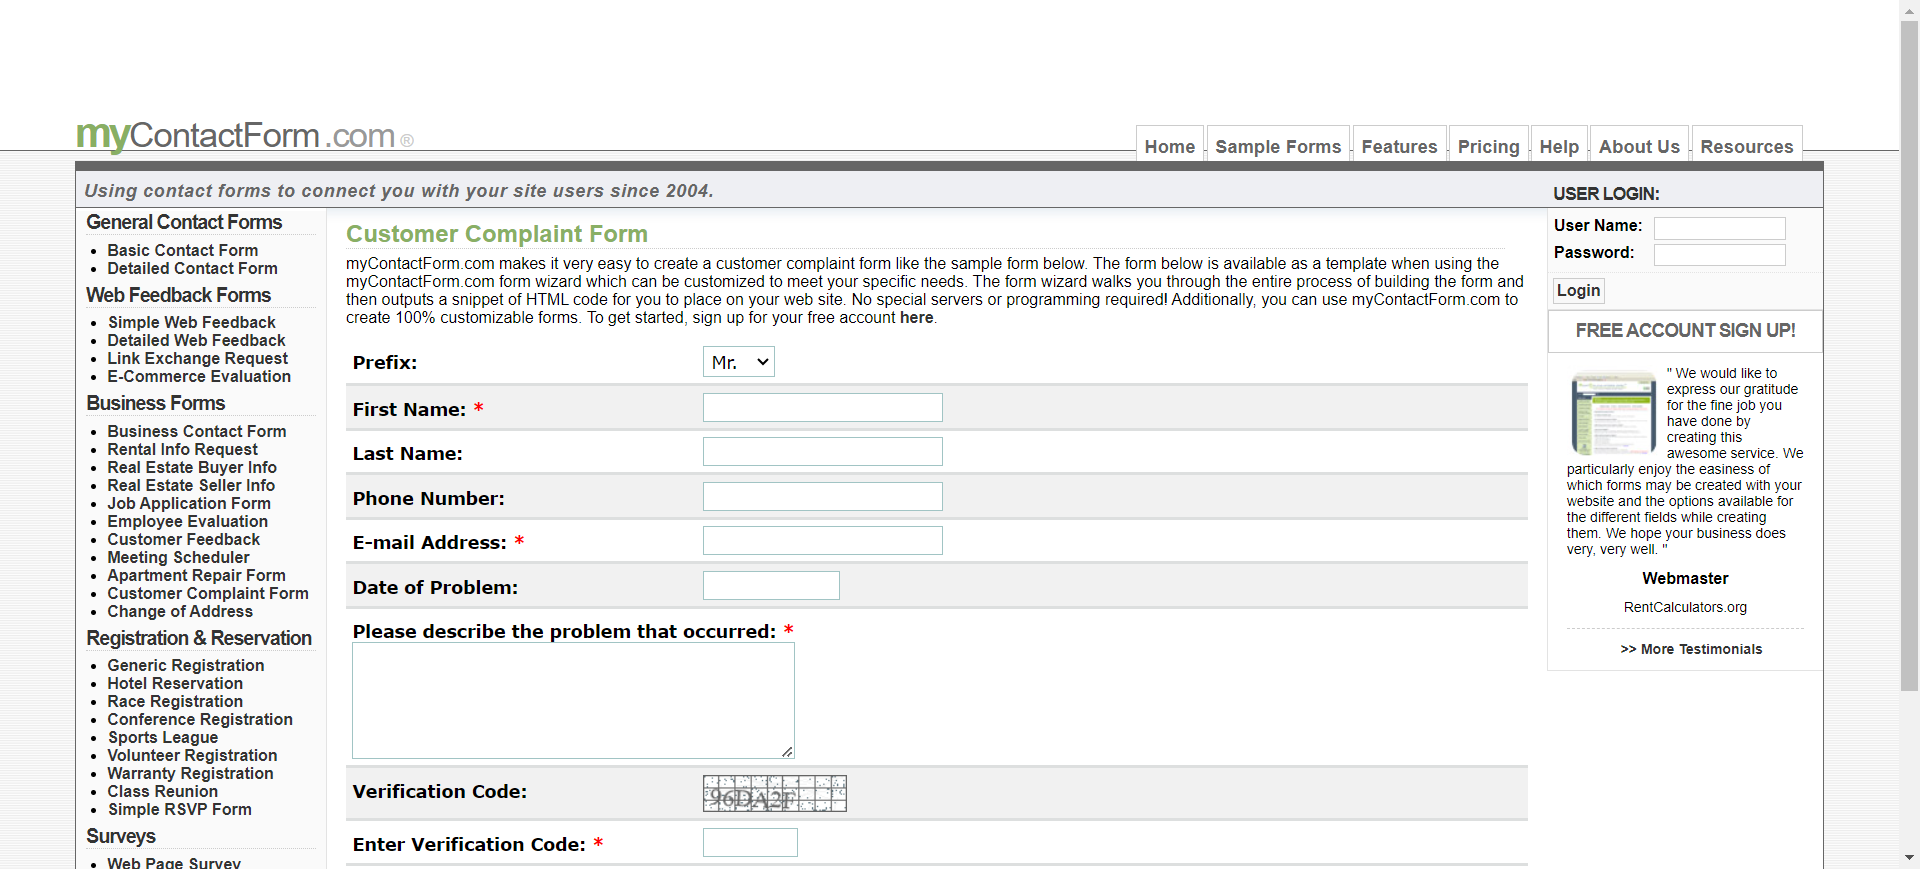 myContactForm.com®
Home
Sample Forms
Features
Pricing
Help
About Us
Resources
Using contact forms to connect you with your site users since 2004.
General Contact Forms
Basic Contact Form
Detailed Contact Form
Web Feedback Forms
Simple Web Feedback
Detailed Web Feedback
Link Exchange Request
E-Commerce Evaluation
Business Forms
Business Contact Form
Rental Info Request
Real Estate Buyer Info
Real Estate Seller Info
Job Application Form
Employee Evaluation
Customer Feedback
Meeting Scheduler
Apartment Repair Form
Customer Complaint Form
Change of Address
Registration & Reservation
Generic Registration
Hotel Reservation
Race Registration
Conference Registration
Sports League
Volunteer Registration
Warranty Registration
Class Reunion
Simple RSVP Form
Surveys
Web Page Survey
Customer Complaint Form
myContactForm.com makes it very easy to create a customer complaint form like the sample form below. The form below is available as a template when using the
myContactForm.com form wizard which can be customized to meet your specific needs. The form wizard walks you through the entire process of building the form and
then outputs a snippet of HTML code for you to place on your web site. No special servers or programming required! Additionally, you can use myContactForm.com to
create 100% customizable forms. To get started, sign up for your free account here.
Prefix: Mr.
First Name: *
Last Name:
Phone Number:
E-mail Address: *
Date of Problem:
Please describe the problem that occurred: *
Verification Code: 96DA2F
Enter Verification Code: *
USER LOGIN:
User Name:
Password:
Login
FREE ACCOUNT SIGN UP!
" We would like to
express our gratitude
for the fine job you
have done by
creating this
awesome service. We
particularly enjoy the easiness of
which forms may be created with your
website and the options available for
the different fields while creating
them. We hope your business does
very, very well. "
Webmaster
RentCalculators.org
>> More Testimonials